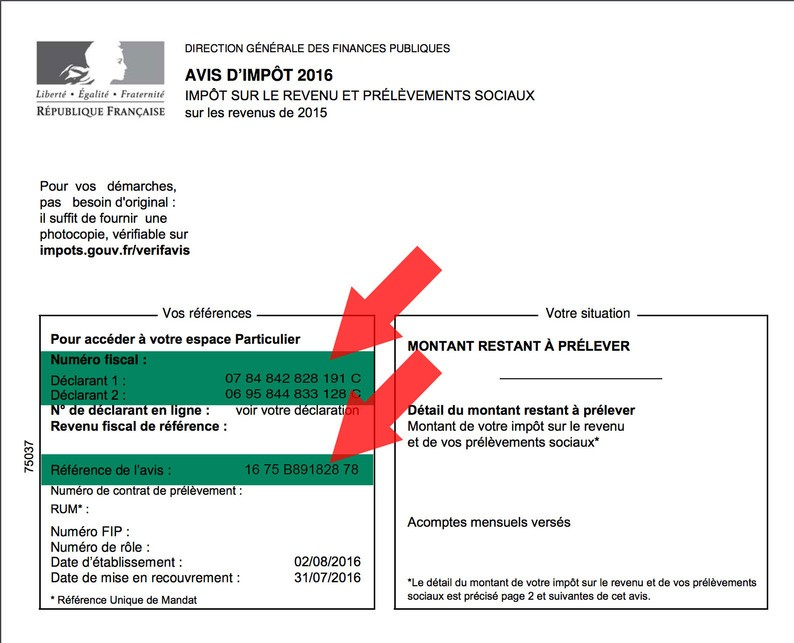 DIRECTION GÉNÉRALE DES FINANCES PUBLIQUES
AVIS D'IMPÔT 2016
IMPÔT SUR LE REVENU ET PRÉLÈVEMENTS SOCIAUX
sur les revenus de 2015
Liberté • Égalité • Fraternité
RÉPUBLIQUE FRANÇAISE
Pour vos démarches,
pas besoin d'original :
il suffit de fournir une
photocopie, vérifiable sur
impots.gouv.fr/verifavis
Vos références
Pour accéder à votre espace Particulier
Numéro fiscal :
Déclarant 1 : 07 84 842 828 191 C
Déclarant 2 : 06 95 844 833 128 C
N° de déclarant en ligne : voir votre déclaration
Revenu fiscal de référence :
75037
Référence de l'avis : 16 75 B891828 78
Numéro de contrat de prélèvement :
RUM* :
Numéro FIP :
Numéro de rôle :
Date d'établissement : 02/08/2016
Date de mise en recouvrement : 31/07/2016
* Référence Unique de Mandat
Votre situation
MONTANT RESTANT À PRÉLEVER
Détail du montant restant à prélever
Montant de votre impôt sur le revenu
et de vos prélèvements sociaux*
Acomptes mensuels versés
*Le détail du montant de votre impôt sur le revenu et de vos prélèvements
sociaux est précisé page 2 et suivantes de cet avis.